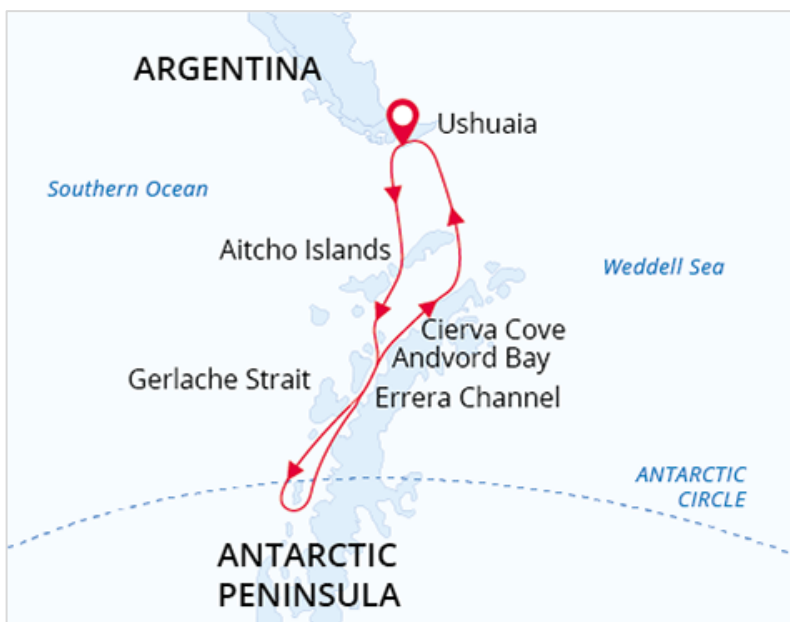 ARGENTINA
Ushuaia
Southern Ocean
Aitcho Islands
Weddell Sea
Cierva Cove
Andvord Bay
Gerlache Strait
Errera Channel
ANTARCTIC
CIRCLE
ANTARCTIC
PENINSULA